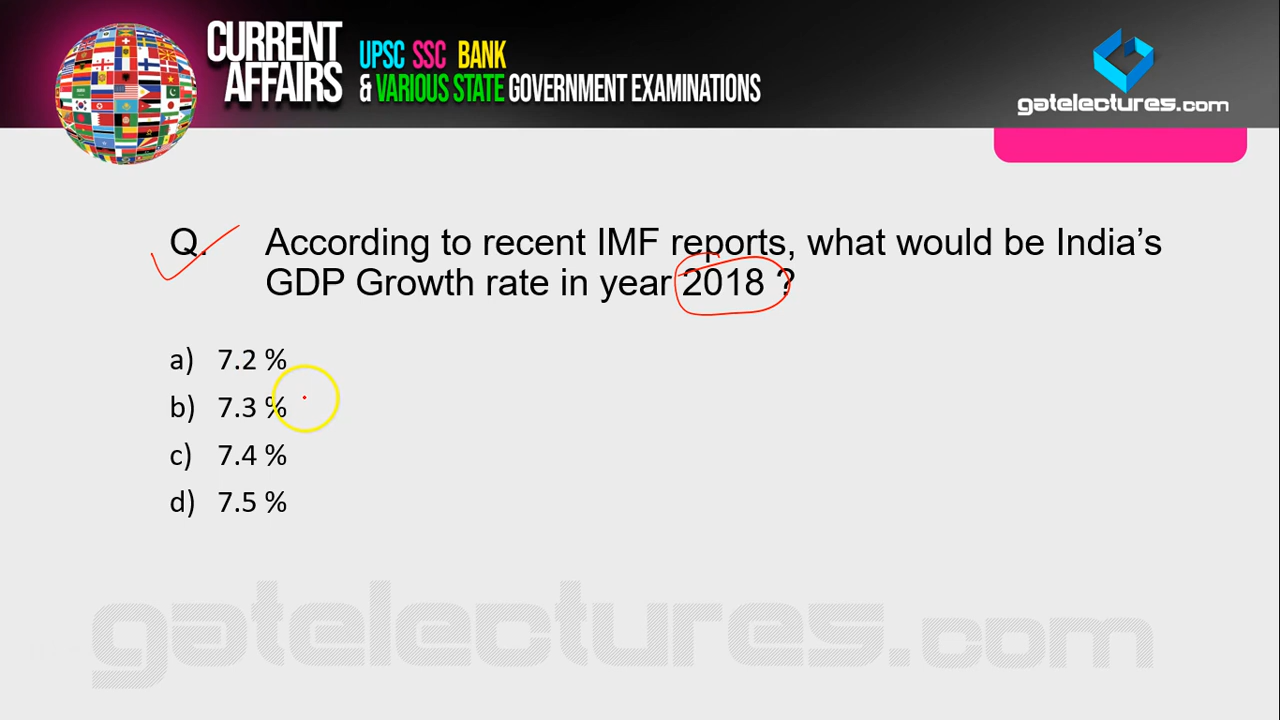 CURRENT
AFFAIRS
UPSC SSC BANK
& VARIOUS STATE GOVERNMENT EXAMINATIONS
gatelectures.com
Q. According to recent IMF reports, what would be India’s
GDP Growth rate in year 2018 ?
a) 7.2 %
b) 7.3 %
c) 7.4 %
d) 7.5 %
gatelectures.com